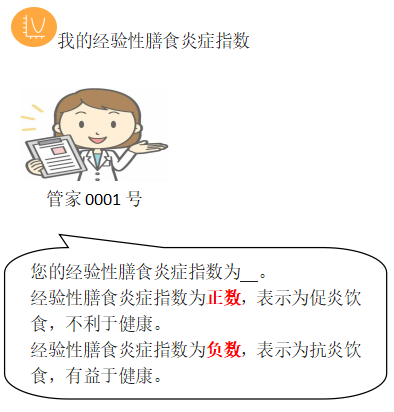 我的经验性膳食炎症指数
管家 0001 号
您的经验性膳食炎症指数为__。
经验性膳食炎症指数为正数，表示为促炎饮
食，不利于健康。
经验性膳食炎症指数为负数，表示为抗炎饮
食，有益于健康。